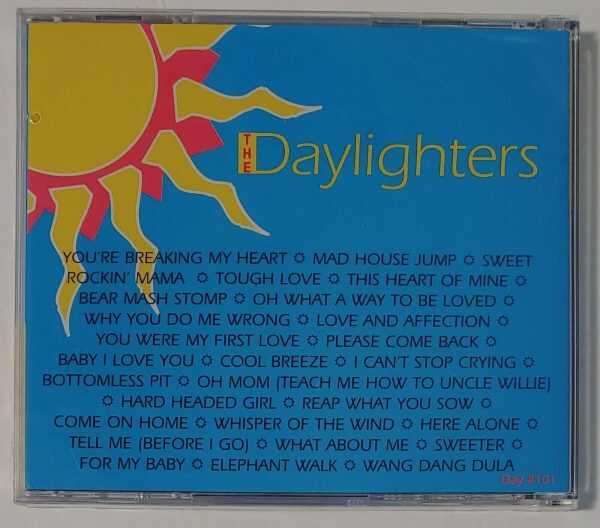 THE
Daylighters
YOU'RE BREAKING MY HEART ☼ MAD HOUSE JUMP ☼ SWEET
ROCKIN' MAMA ☼ TOUGH LOVE ☼ THIS HEART OF MINE ☼
BEAR MASH STOMP ☼ OH WHAT A WAY TO BE LOVED ☼
WHY YOU DO ME WRONG ☼ LOVE AND AFFECTION ☼
YOU WERE MY FIRST LOVE ☼ PLEASE COME BACK ☼
BABY I LOVE YOU ☼ COOL BREEZE ☼ I CAN'T STOP CRYING ☼
BOTTOMLESS PIT ☼ OH MOM (TEACH ME HOW TO UNCLE WILLIE)
☼ HARD HEADED GIRL ☼ REAP WHAT YOU SOW ☼
COME ON HOME ☼ WHISPER OF THE WIND ☼ HERE ALONE ☼
TELL ME (BEFORE I GO) ☼ WHAT ABOUT ME ☼ SWEETER ☼
FOR MY BABY ☼ ELEPHANT WALK ☼ WANG DANG DULA
Day #101